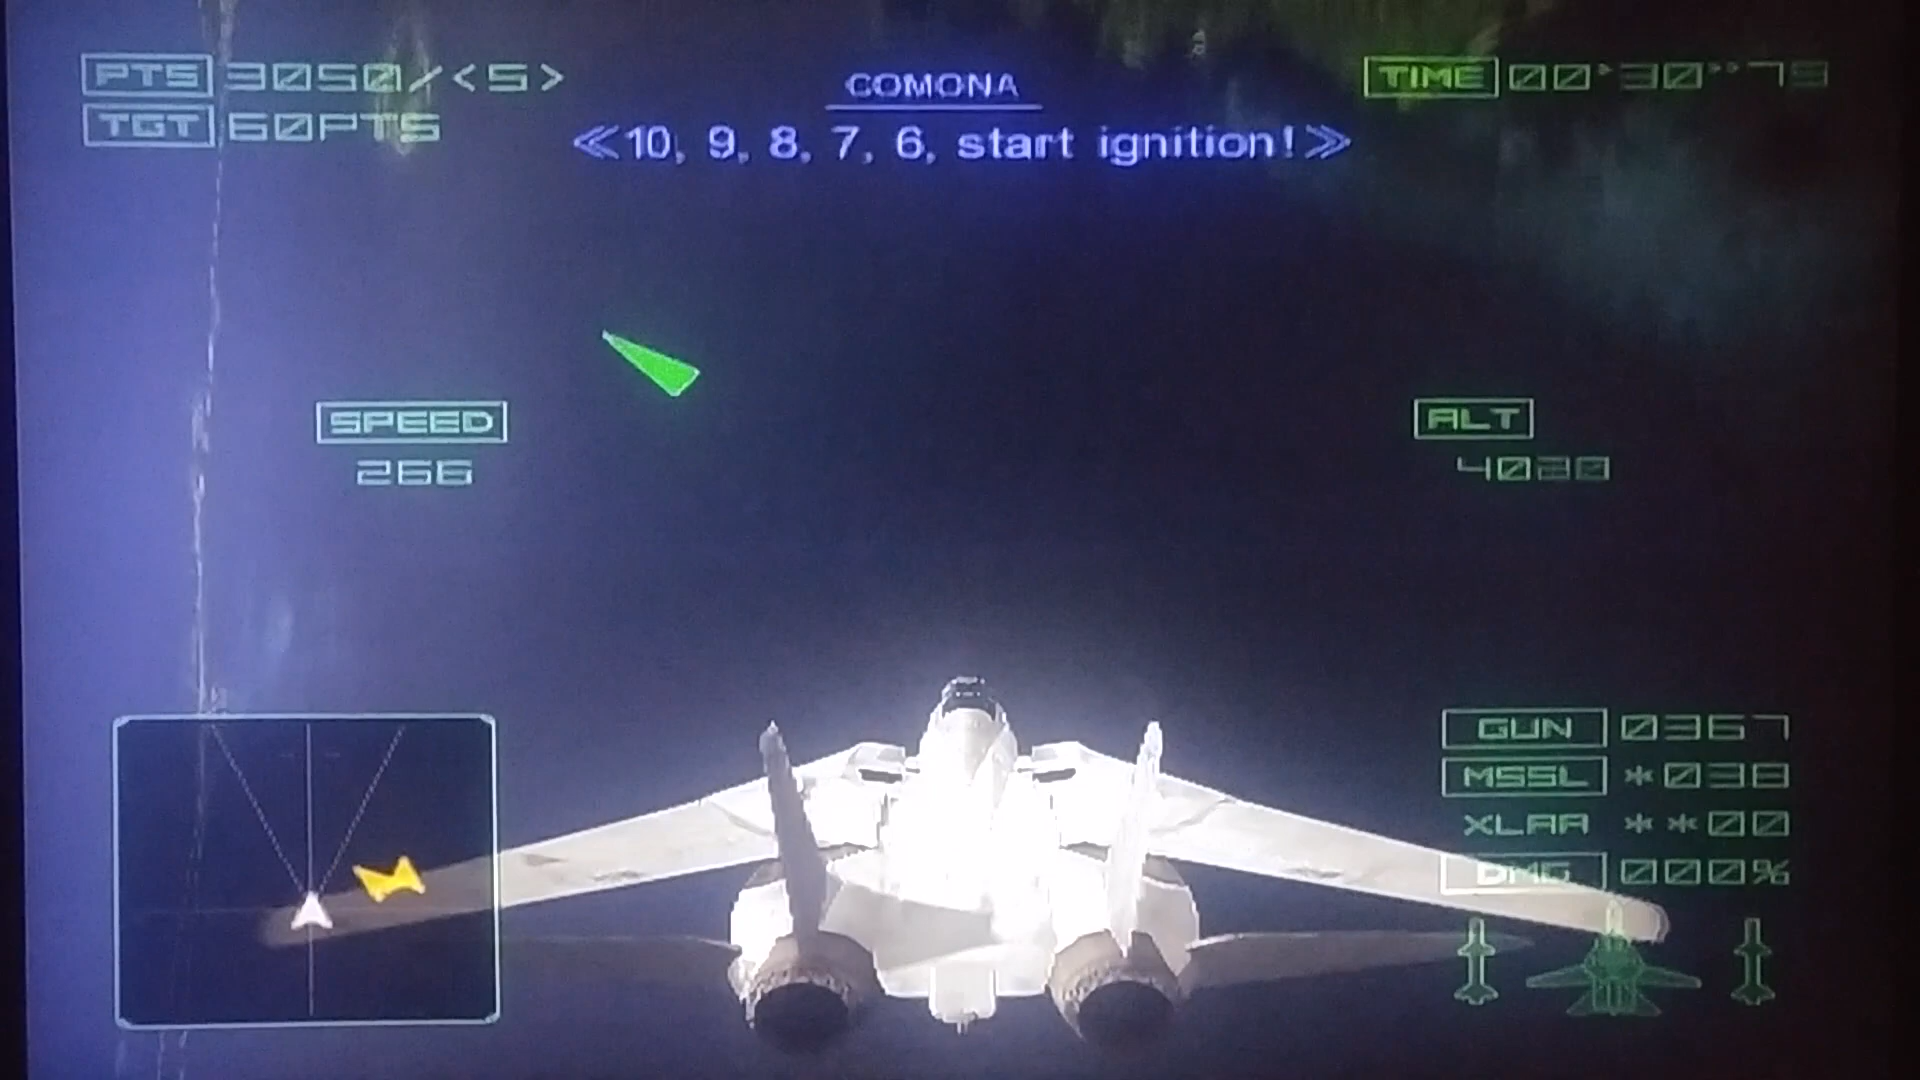 PTS 3050/<5>
TGT 60PTS
COMONA
≪10, 9, 8, 7, 6, start ignition!≫
TIME 00'30"75
SPEED
266
ALT
4020
GUN 0367
MSSL *038
XLAA **00
DMG 000%